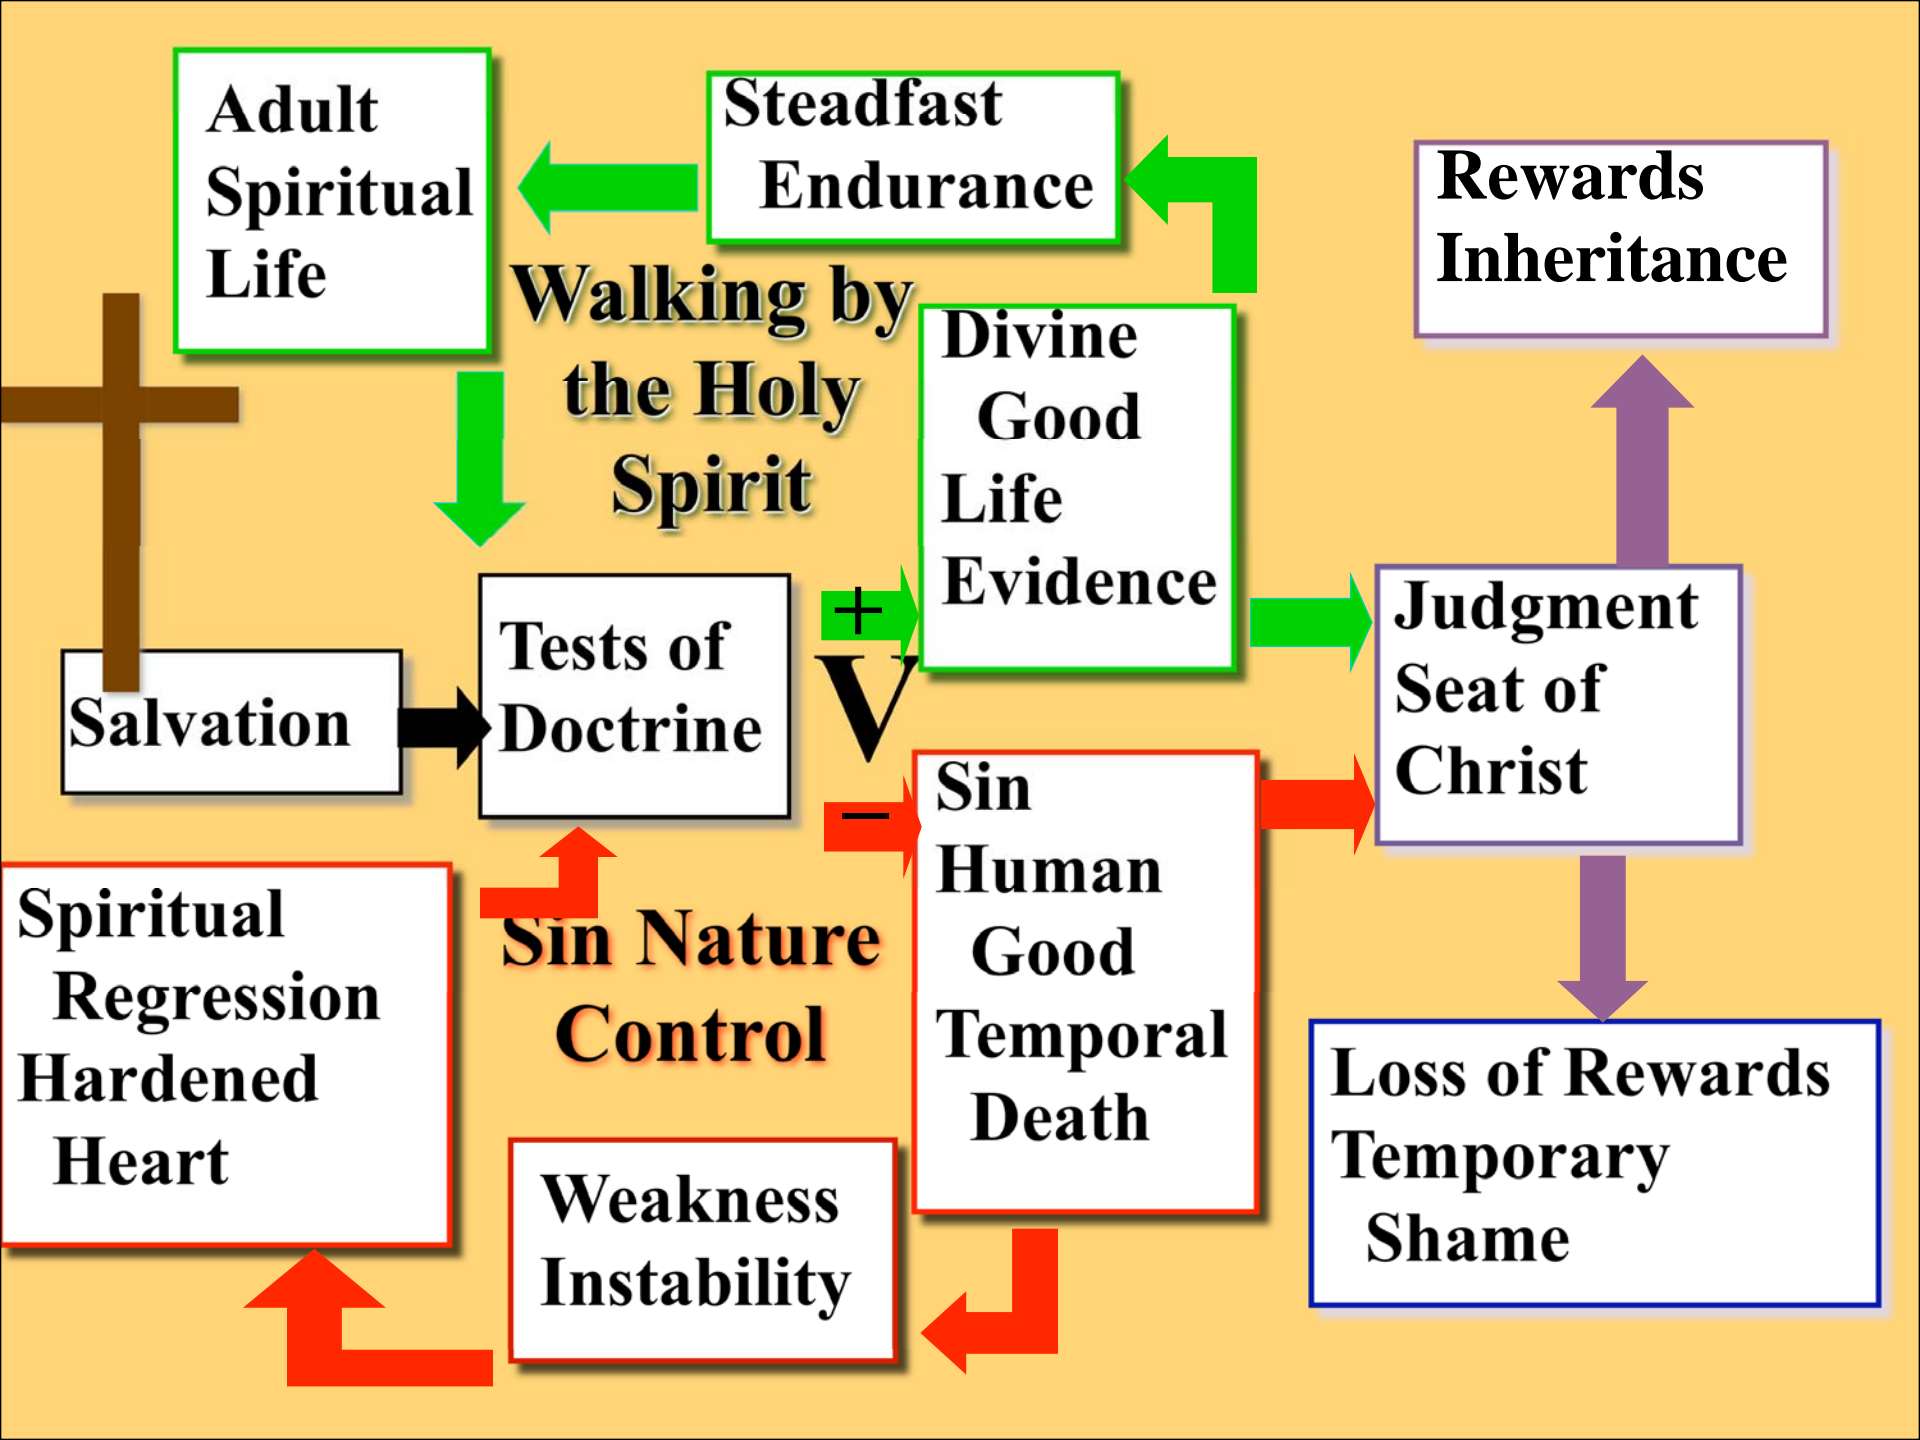 Adult
Spiritual
Life
Steadfast
Endurance
Walking by
the Holy
Spirit
Divine
Good
Life
Evidence
Rewards
Inheritance
Salvation
Tests of
Doctrine
+
V
−
Judgment
Seat of
Christ
Sin
Human
Good
Temporal
Death
Spiritual
Regression
Hardened
Heart
Sin Nature
Control
Weakness
Instability
Loss of Rewards
Temporary
Shame